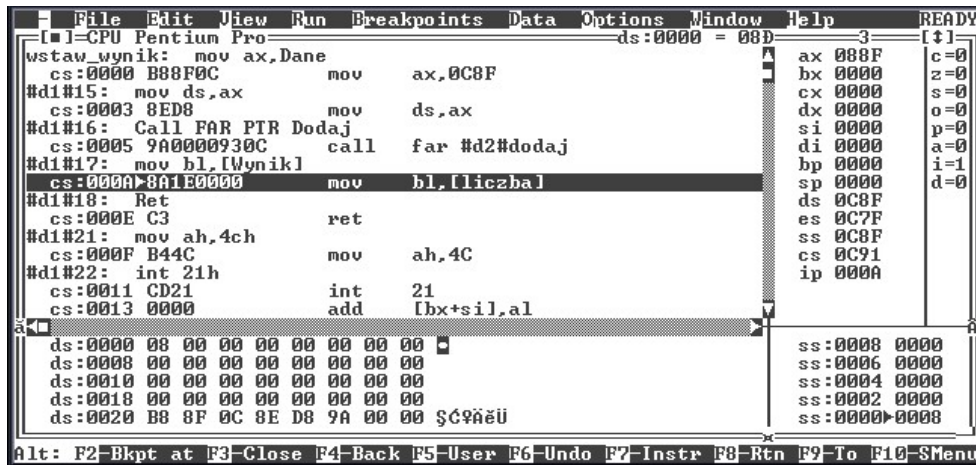 File Edit View Run Breakpoints Data Options Window Help READY
[■]=CPU Pentium Pro ds:0000 = 08Đ 3 [↕]
wstaw_wynik: mov ax,Dane
cs:0000 B88F0C mov ax,0C8F
#d1#15: mov ds,ax
cs:0003 8ED8 mov ds,ax
#d1#16: Call FAR PTR Dodaj
cs:0005 9A0000930C call far #d2#dodaj
#d1#17: mov bl,[Wynik]
cs:000A►8A1E0000 mov bl,[liczba]
#d1#18: Ret
cs:000E C3 ret
#d1#21: mov ah,4ch
cs:000F B44C mov ah,4C
#d1#22: int 21h
cs:0011 CD21 int 21
cs:0013 0000 add [bx+si],al
ax 088F c=0
bx 0000 z=0
cx 0000 s=0
dx 0000 o=0
si 0000 p=0
di 0000 a=0
bp 0000 i=1
sp 0000 d=0
ds 0C8F
es 0C7F
ss 0C8F
cs 0C91
ip 000A
ds:0000 08 00 00 00 00 00 00 00 ◘
ds:0008 00 00 00 00 00 00 00 00
ds:0010 00 00 00 00 00 00 00 00
ds:0018 00 00 00 00 00 00 00 00
ds:0020 B8 8F 0C 8E D8 9A 00 00 ŞĆ♀ÄěÜ
ss:0008 0000
ss:0006 0000
ss:0004 0000
ss:0002 0000
ss:0000►0008
Alt: F2-Bkpt at F3-Close F4-Back F5-User F6-Undo F7-Instr F8-Rtn F9-To F10-SMenu